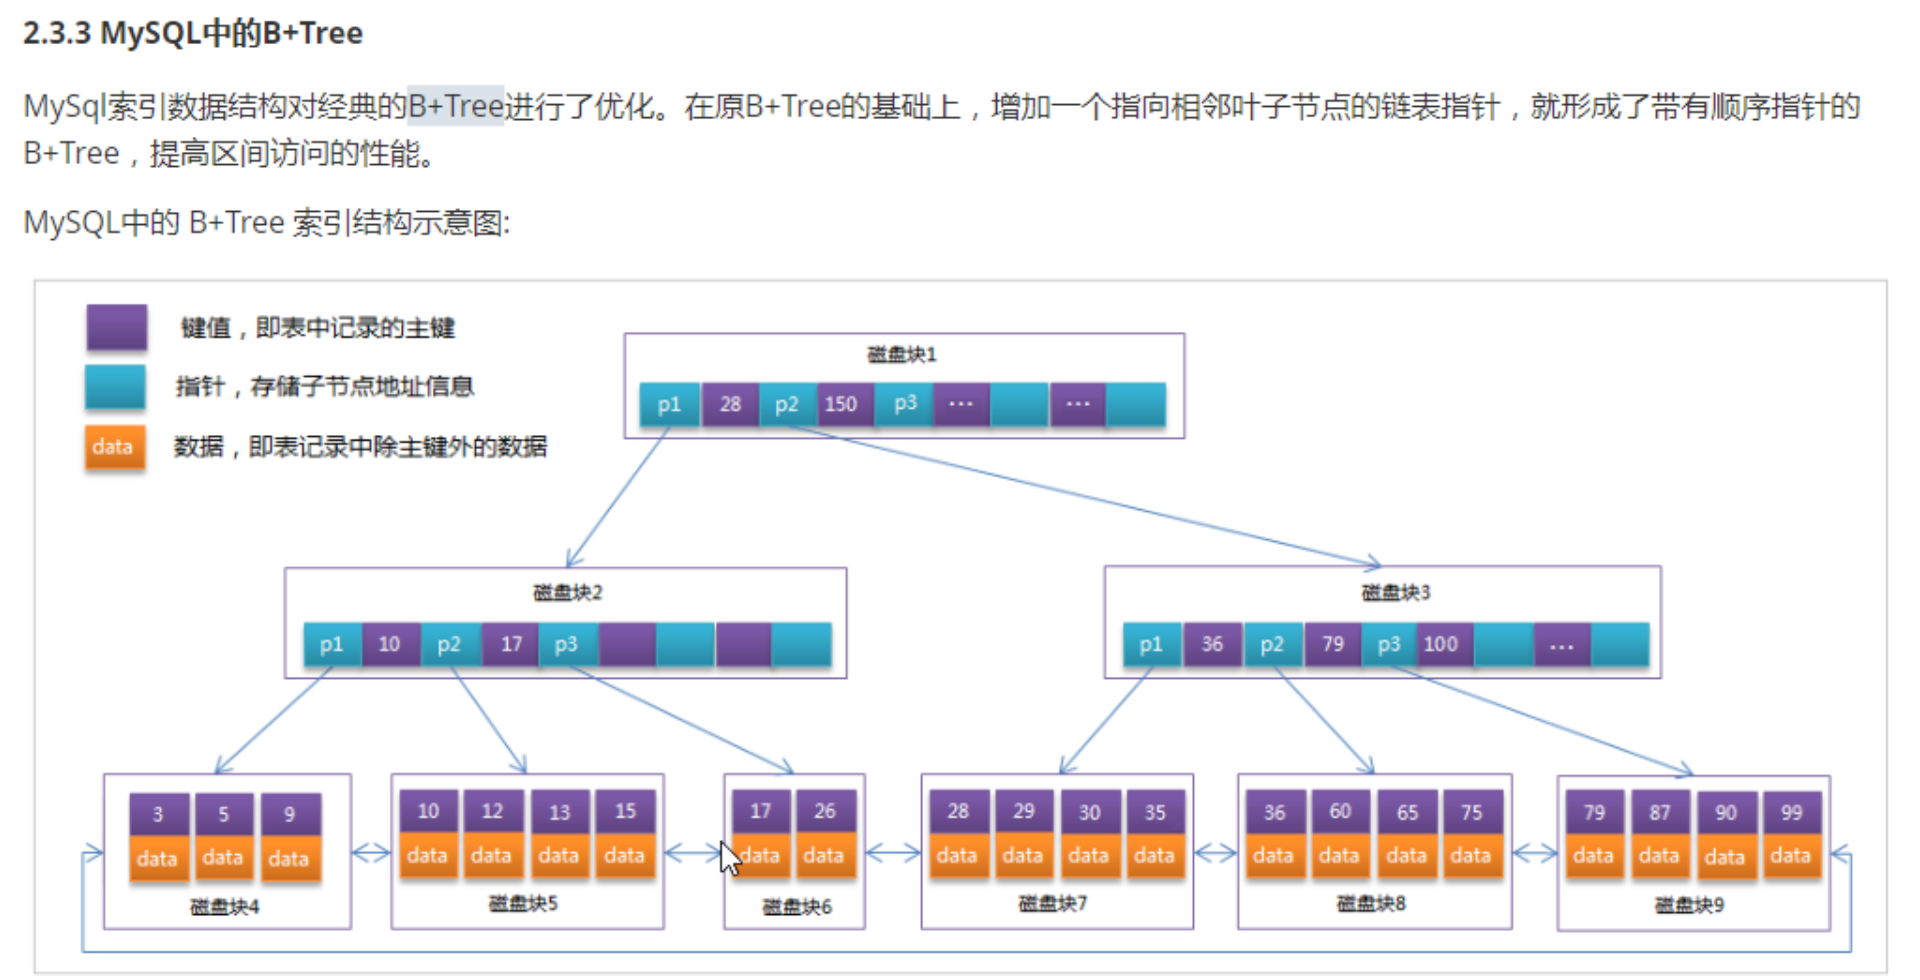 2.3.3 MySQL中的B+Tree
MySql索引数据结构对经典的B+Tree进行了优化。在原B+Tree的基础上，增加一个指向相邻叶子节点的链表指针，就形成了带有顺序指针的
B+Tree，提高区间访问的性能。
MySQL中的 B+Tree 索引结构示意图:
键值，即表中记录的主键
指针，存储子节点地址信息
data 数据，即表记录中除主键外的数据
磁盘块1
p1 28 p2 150 p3 ... ...
磁盘块2
p1 10 p2 17 p3
磁盘块3
p1 36 p2 79 p3 100 ...
3 5 9
data data data
磁盘块4
10 12 13 15
data data data data
磁盘块5
17 26
data data
磁盘块6
28 29 30 35
data data data data
磁盘块7
36 60 65 75
data data data data
磁盘块8
79 87 90 99
data data data data
磁盘块9